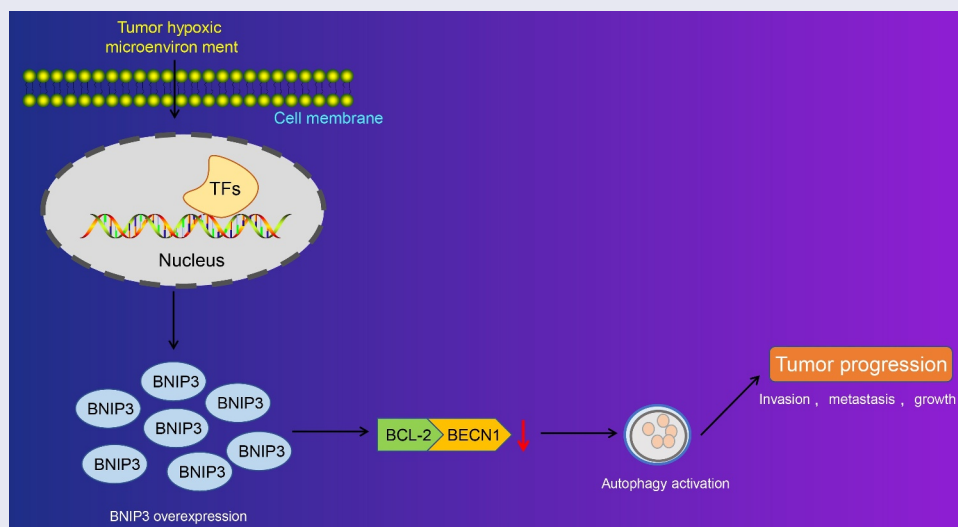 Tumor hypoxic
microenviron ment
Cell membrane
TFs
Nucleus
BNIP3
BNIP3
BNIP3
BNIP3
BNIP3
BNIP3
BNIP3
BNIP3 overexpression
BCL-2
BECN1
Autophagy activation
Tumor progression
Invasion , metastasis , growth